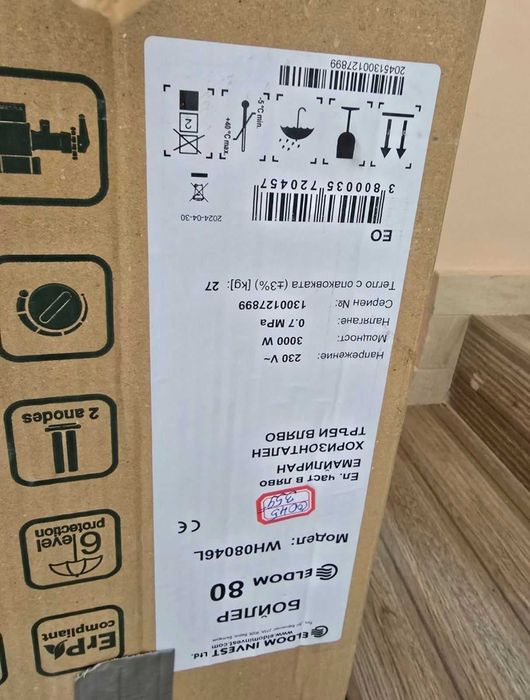 ELDOM INVEST Ltd.
www.eldominvest.com
БОЙЛЕР
ELDOM 80
Модел: WH08046L
CE
Ел. част в ляво
ЕМАЙЛИРАН
ХОРИЗОНТАЛЕН
ТРЪБИ ВЛЯВО
Напрежение: 230 V~
Мощност: 3000 W
Налягане: 0.7 MPa
Сериен №: 1300127899
Тегло с опаковката (±3%) [kg]: 27
EO
3 800035 720457
2024-04-30
-5 °C min.
+40 °C max.
2
20451300127899
ErP
compliant
6 level
protection
2 anodes